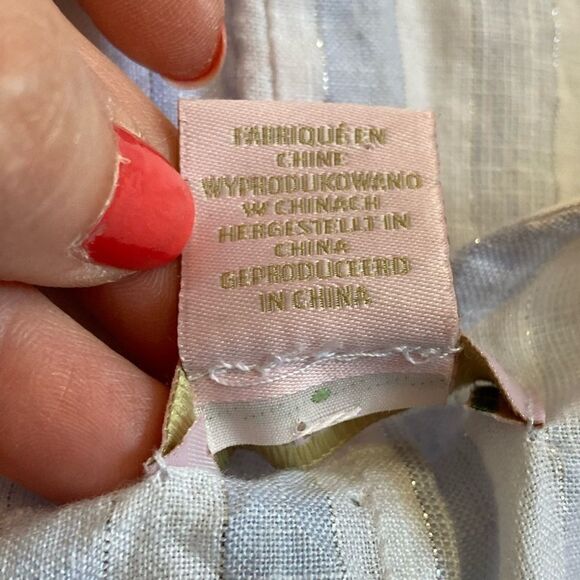 FABRIQUÉ EN
CHINE
WYPRODUKOWANO
W CHINACH
HERGESTELLT IN
CHINA
GEPRODUCEERD
IN CHINA